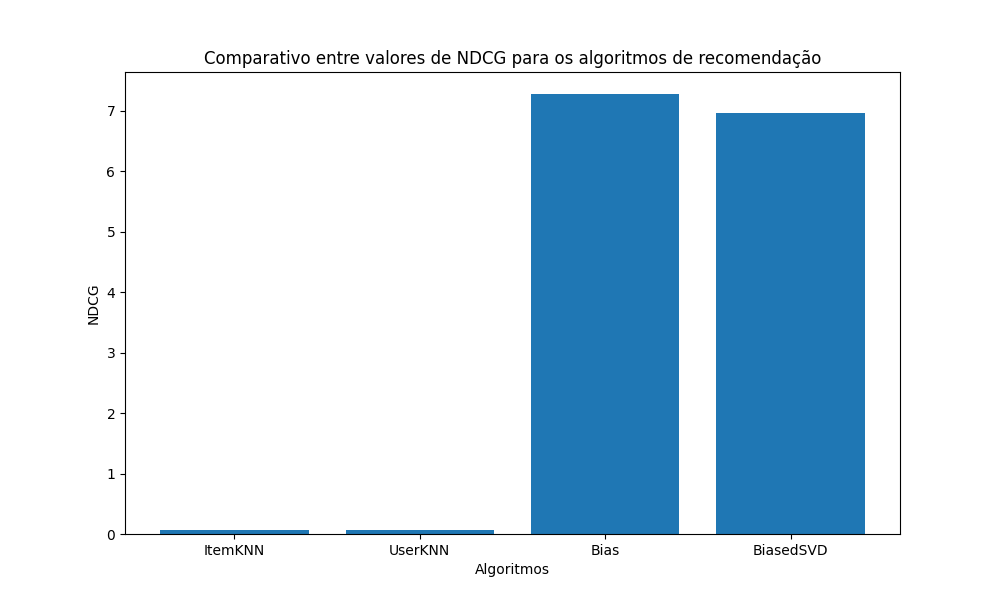 Comparativo entre valores de NDCG para os algoritmos de recomendação
7
6
5
4
3
2
1
0
NDCG
ItemKNN UserKNN Bias BiasedSVD
Algoritmos